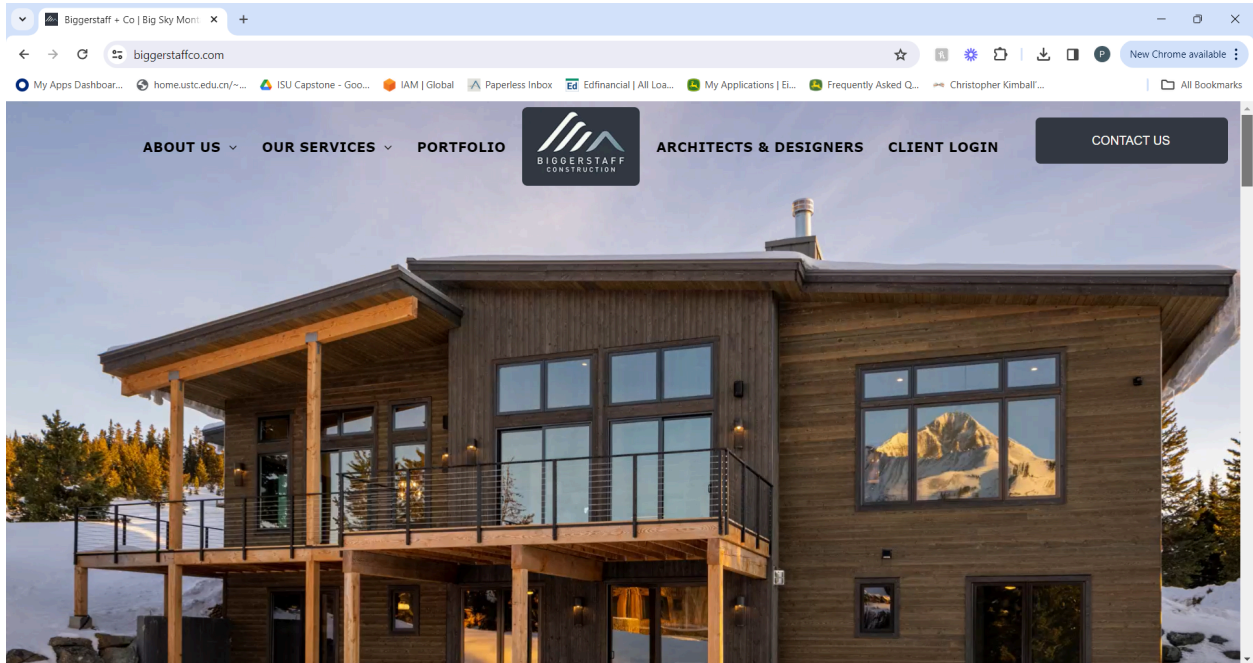 Biggerstaff + Co | Big Sky Mont
biggerstaffco.com
New Chrome available
My Apps Dashboar... home.ustc.edu.cn/~... ISU Capstone - Goo... IAM | Global Paperless Inbox Ed Edfinancial | All Loa... My Applications | Ei... Frequently Asked Q... Christopher Kimball'... All Bookmarks
ABOUT US OUR SERVICES PORTFOLIO
BIGGERSTAFF
CONSTRUCTION
ARCHITECTS & DESIGNERS CLIENT LOGIN CONTACT US